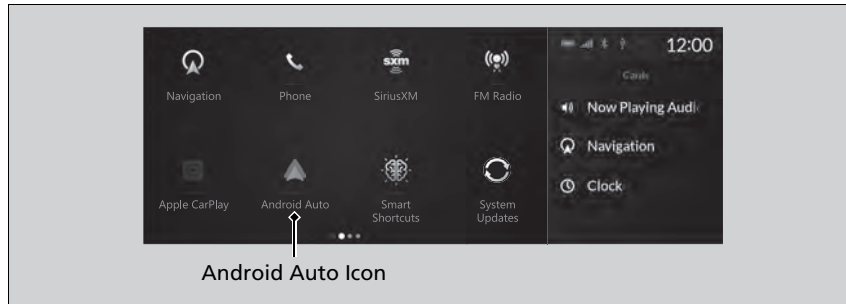 Navigation
Phone
SiriusXM
FM Radio
Apple CarPlay
Android Auto
Smart
Shortcuts
System
Updates
sxm
12:00
Cards
Now Playing Audi
Navigation
Clock
Android Auto Icon